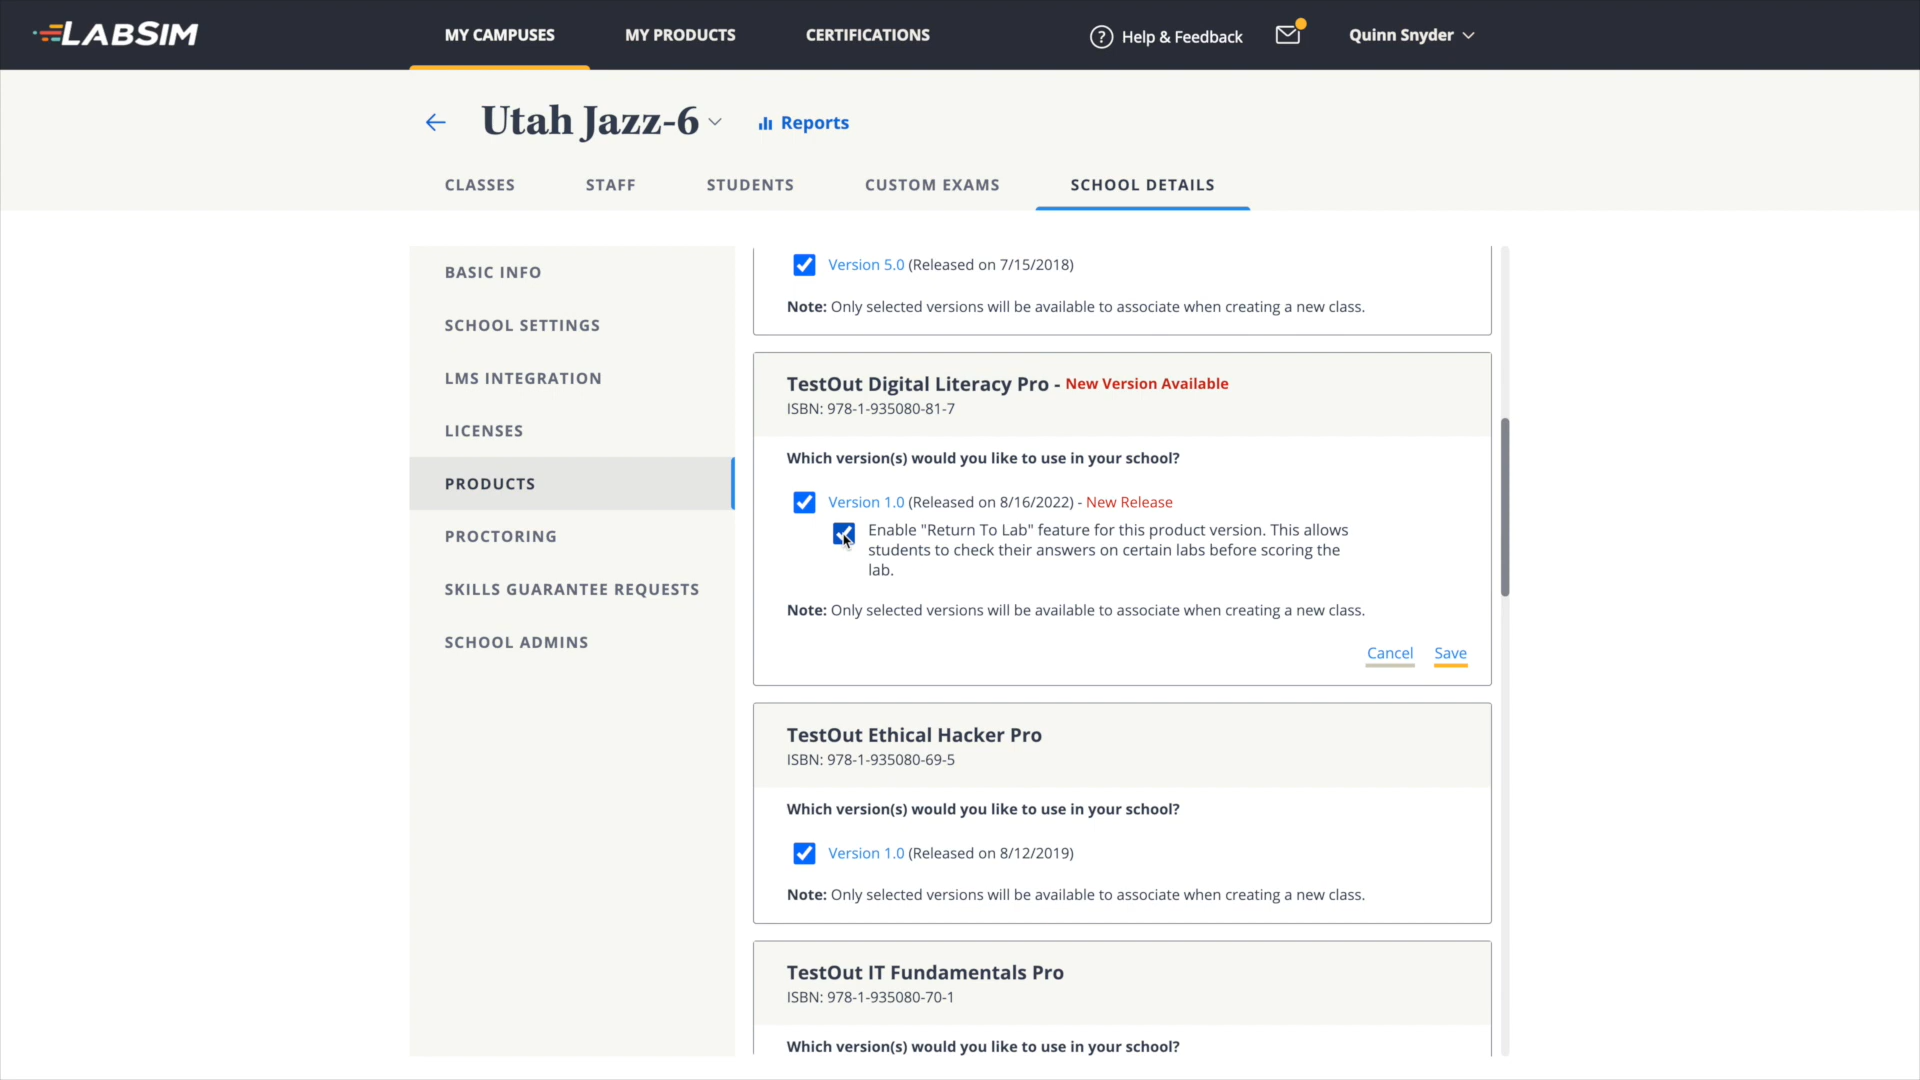 LABSIM
MY CAMPUSES
MY PRODUCTS
CERTIFICATIONS
? Help & Feedback
Quinn Snyder
Utah Jazz-6
Reports
CLASSES
STAFF
STUDENTS
CUSTOM EXAMS
SCHOOL DETAILS
BASIC INFO
SCHOOL SETTINGS
LMS INTEGRATION
LICENSES
PRODUCTS
PROCTORING
SKILLS GUARANTEE REQUESTS
SCHOOL ADMINS
Version 5.0 (Released on 7/15/2018)
Note: Only selected versions will be available to associate when creating a new class.
TestOut Digital Literacy Pro - New Version Available
ISBN: 978-1-935080-81-7
Which version(s) would you like to use in your school?
Version 1.0 (Released on 8/16/2022) - New Release
Enable "Return To Lab" feature for this product version. This allows
students to check their answers on certain labs before scoring the
lab.
Note: Only selected versions will be available to associate when creating a new class.
Cancel
Save
TestOut Ethical Hacker Pro
ISBN: 978-1-935080-69-5
Which version(s) would you like to use in your school?
Version 1.0 (Released on 8/12/2019)
Note: Only selected versions will be available to associate when creating a new class.
TestOut IT Fundamentals Pro
ISBN: 978-1-935080-70-1
Which version(s) would you like to use in your school?